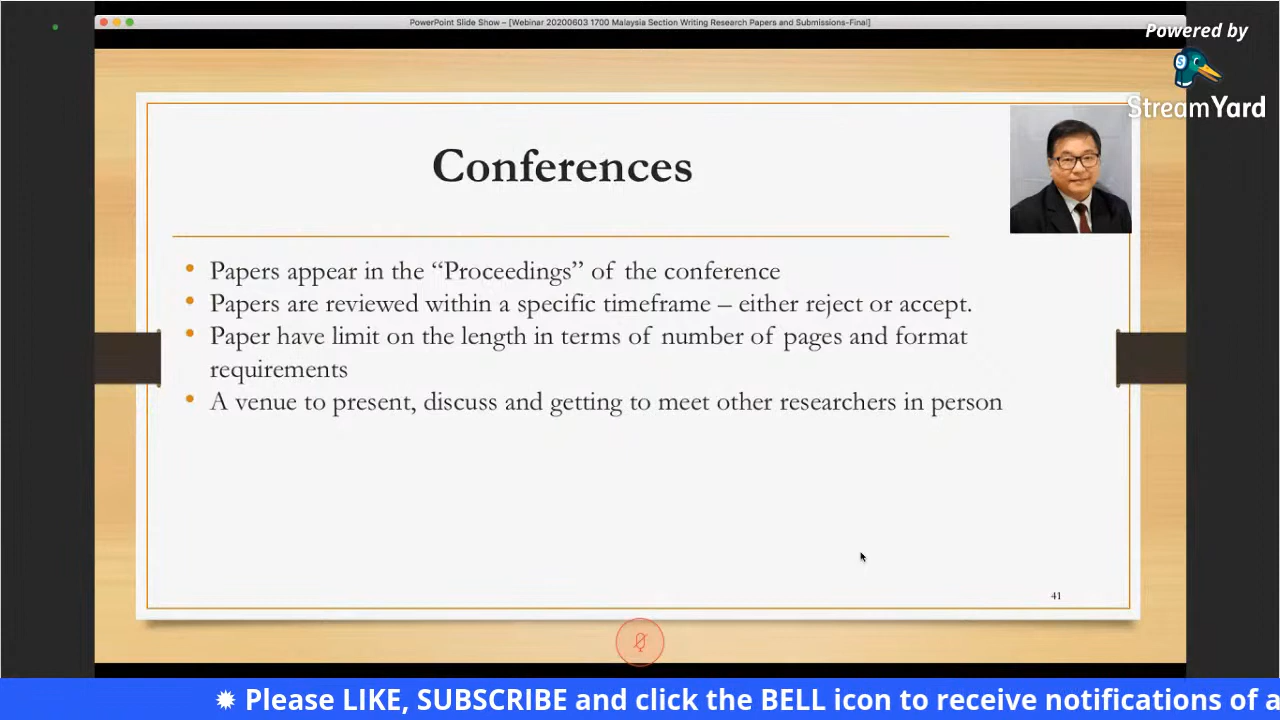 PowerPoint Slide Show – [Webinar 20200603 1700 Malaysia Section Writing Research Papers and Submissions-Final]
Powered by
StreamYard
Conferences
• Papers appear in the “Proceedings” of the conference
• Papers are reviewed within a specific timeframe – either reject or accept.
• Paper have limit on the length in terms of number of pages and format
requirements
• A venue to present, discuss and getting to meet other researchers in person
41
✹ Please LIKE, SUBSCRIBE and click the BELL icon to receive notifications of a